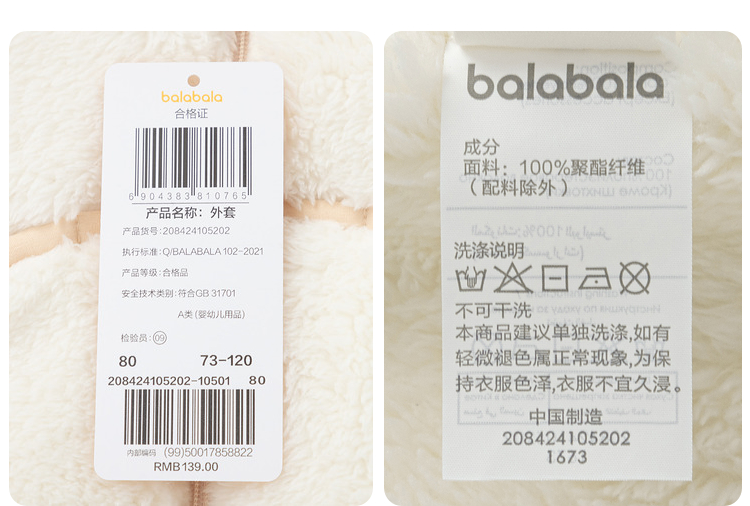 balabala
合格证
6 904383 810765
产品名称：外套
产品货号：208424105202
执行标准：Q/BALABALA 102-2021
产品等级：合格品
安全技术类别：符合GB 31701
A类 (婴幼儿用品)
检验员：09
80 73-120
208424105202-10501 80
内部编码 (99)50017858822
RMB139.00
balabala
成分
面料：100%聚酯纤维
（配料除外）
洗涤说明
不可干洗
本商品建议单独洗涤,如有
轻微褪色属正常现象,为保
持衣服色泽,衣服不宜久浸。
中国制造
208424105202
1673